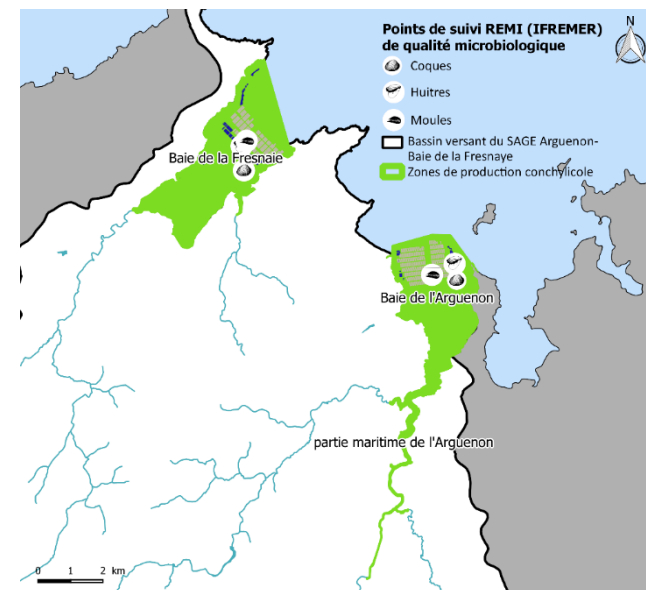 Points de suivi REMI (IFREMER)
de qualité microbiologique
N
Coques
Huitres
Moules
Bassin versant du SAGE Arguenon-
Baie de la Fresnaye
Zones de production conchylicole
Baie de la Fresnaie
Baie de l'Arguenon
partie maritime de l'Arguenon
0 1 2 km